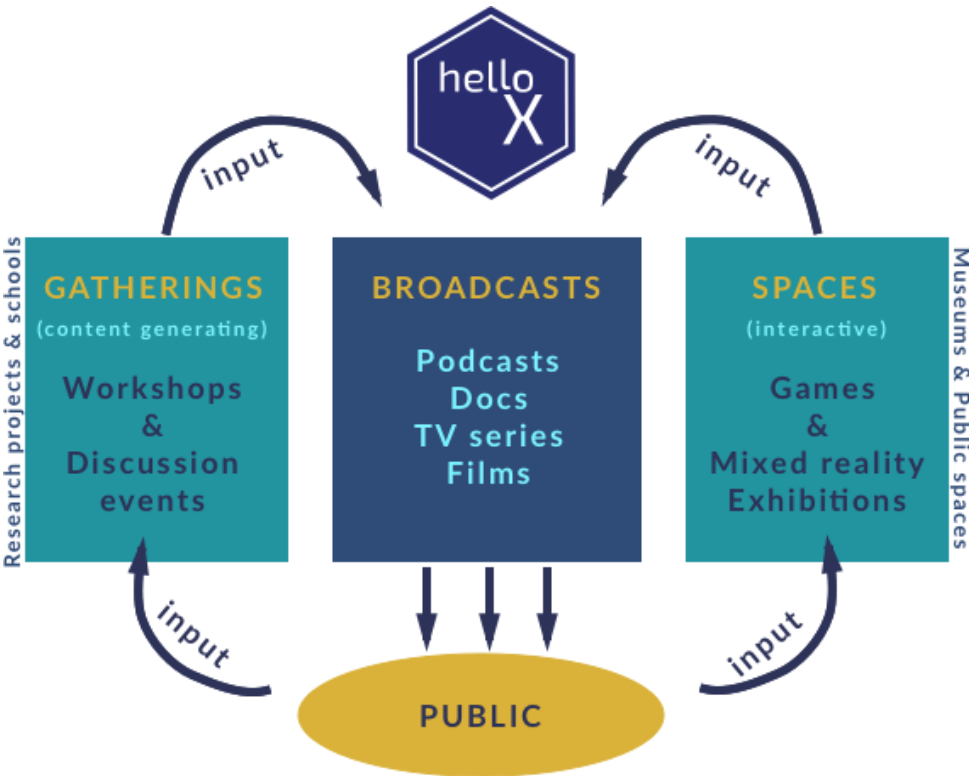 hello
X
input
input
Research projects & schools
GATHERINGS
(content generating)
Workshops
&
Discussion
events
BROADCASTS
Podcasts
Docs
TV series
Films
SPACES
(interactive)
Games
&
Mixed reality
Exhibitions
Museums & Public spaces
input
input
PUBLIC